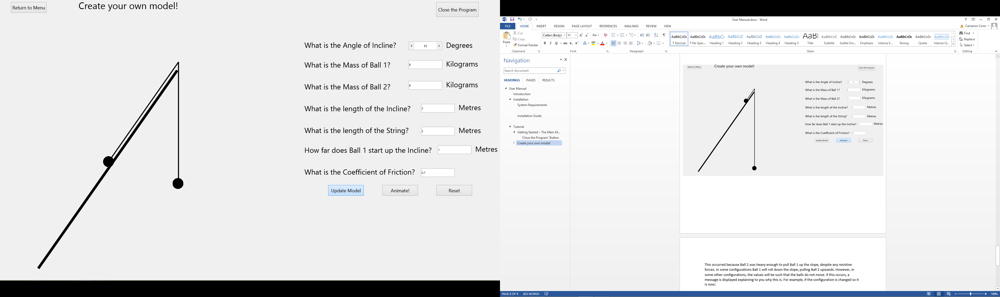 Return to Menu
Create your own model!
Close the Program
What is the Angle of Incline? < 55 > Degrees
What is the Mass of Ball 1? 8 Kilograms
What is the Mass of Ball 2? 8 Kilograms
What is the length of the Incline? 2 Metres
What is the length of the String? 2 Metres
How far does Ball 1 start up the Incline? 1 Metres
What is the Coefficient of Friction? 0.7
Update Model Animate! Reset
User Manual.docx - Word
FILE HOME INSERT DESIGN PAGE LAYOUT REFERENCES MAILINGS REVIEW VIEW
Cameron Conn
Paste
Cut
Copy
Format Painter
Clipboard
Calibri (Body) 11
Font
Paragraph
AaBbCcDc AaBbCcDc AaBbCc AaBbCcE AaBbCcD AaBbCcDc AaBbCcDc AaBl AaBbCcD AaBbCcDc AaBbCcDc AaBbCcDc AaBbCcDc AaBbCcDc AaBbCcDc
¶ Normal ¶ No Spac... Heading 1 Heading 2 Heading 3 Heading 4 Heading 5 Title Subtitle Subtle Em... Emphasis Intense E... Strong Quote Intense Q...
Styles
Find
Replace
Select
Editing
Navigation
Search document
HEADINGS PAGES RESULTS
User Manual
Introduction
Installation
System Requirements
Installation Guide
Tutorial
Getting Started – The Main M...
'Close the Program' Button
Create your own model!
Return to Menu
Create your own model!
Close the Program
What is the Angle of Incline? Degrees
What is the Mass of Ball 1? Kilograms
What is the Mass of Ball 2? Kilograms
What is the length of the Incline? Metres
What is the length of the String? Metres
How far does Ball 1 start up the Incline? Metres
What is the Coefficient of Friction?
Update Model Animate! Reset
This occurred because Ball 2 was heavy enough to pull Ball 1 up the slope, despite any resistive
forces. In some configurations Ball 1 will roll down the slope, pulling Ball 2 upwards. However, in
some other configurations, the values will be such that the balls do not move. If this occurs, a
message is displayed explaining to you why this is. For example, if the configuration is changed so it
is now:
PAGE 8 OF 9 825 WORDS
100%